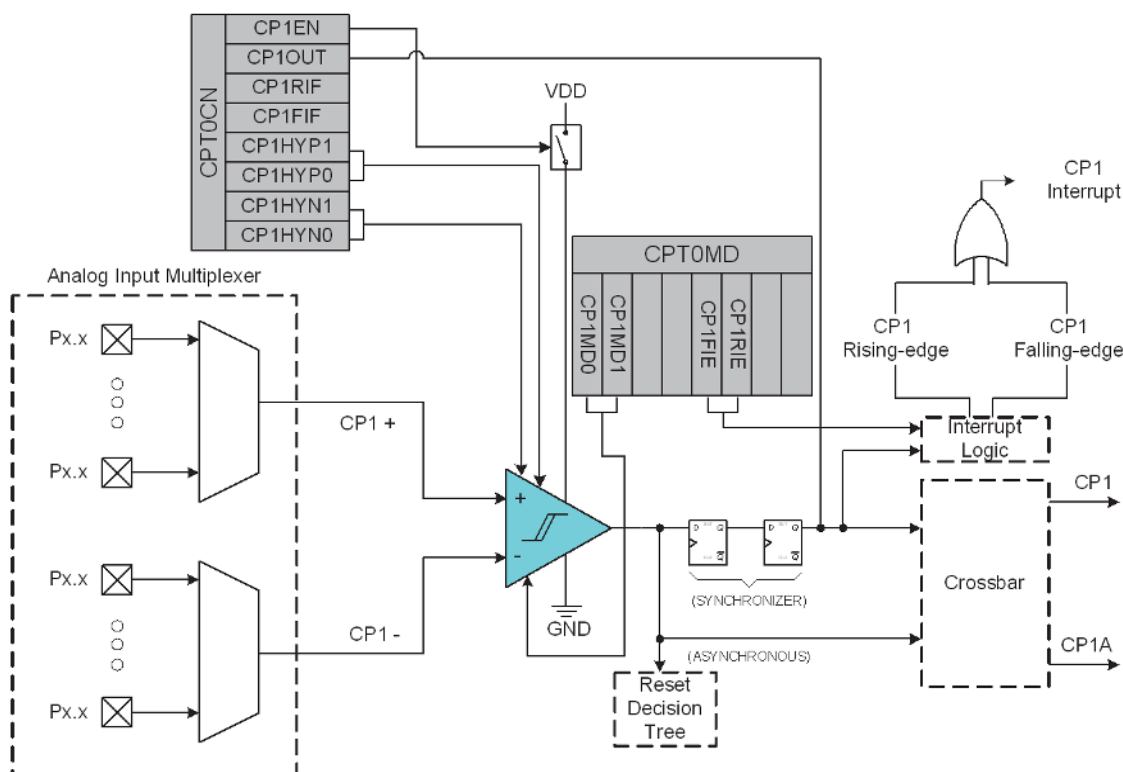 CPT0CN
CP1EN
CP1OUT
CP1RIF
CP1FIF
CP1HYP1
CP1HYP0
CP1HYN1
CP1HYN0
VDD
CP1
Interrupt
CPT0MD
CP1MD0
CP1MD1
CP1FIE
CP1RIE
CP1
Rising-edge
CP1
Falling-edge
Analog Input Multiplexer
Px.x
Px.x
Px.x
Px.x
CP1 +
CP1 -
+
-
GND
D
Q
Q
D
Q
Q
(SYNCHRONIZER)
(ASYNCHRONOUS)
Reset
Decision
Tree
Interrupt
Logic
Crossbar
CP1
CP1A